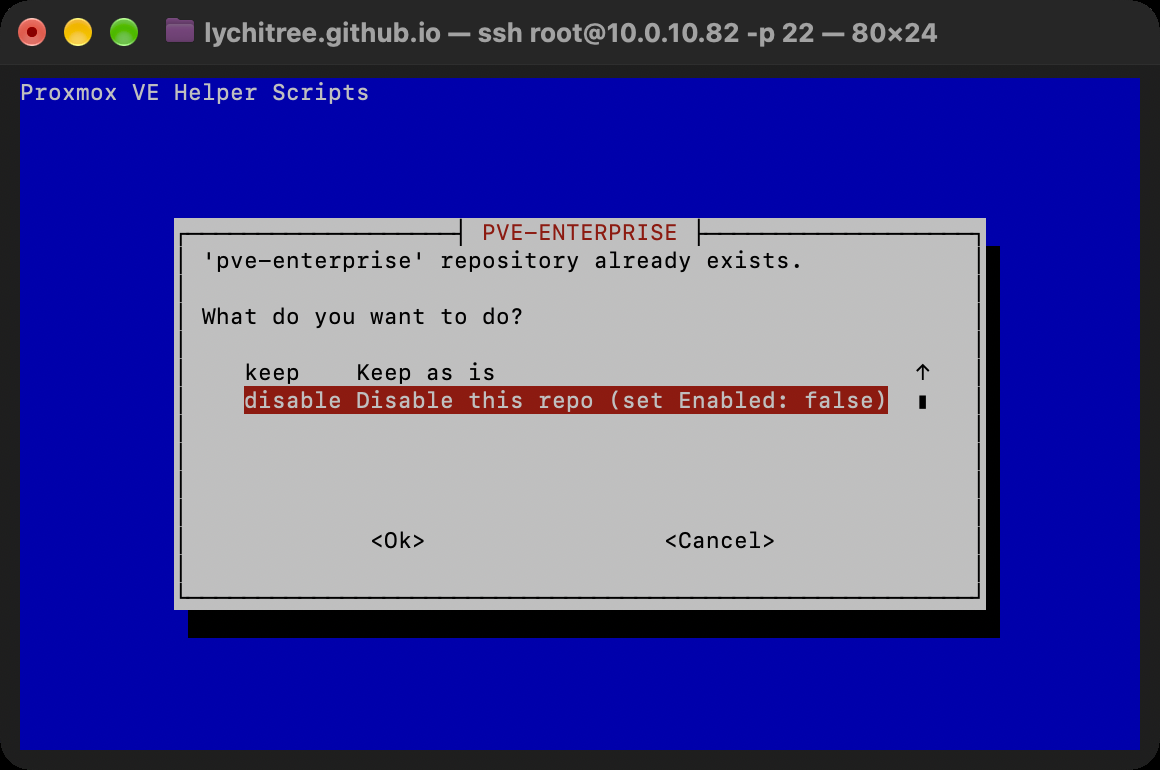 lychitree.github.io — ssh root@10.0.10.82 -p 22 — 80×24
Proxmox VE Helper Scripts
PVE-ENTERPRISE
'pve-enterprise' repository already exists.
What do you want to do?
keep    Keep as is
disable Disable this repo (set Enabled: false)
<Ok>                     <Cancel>